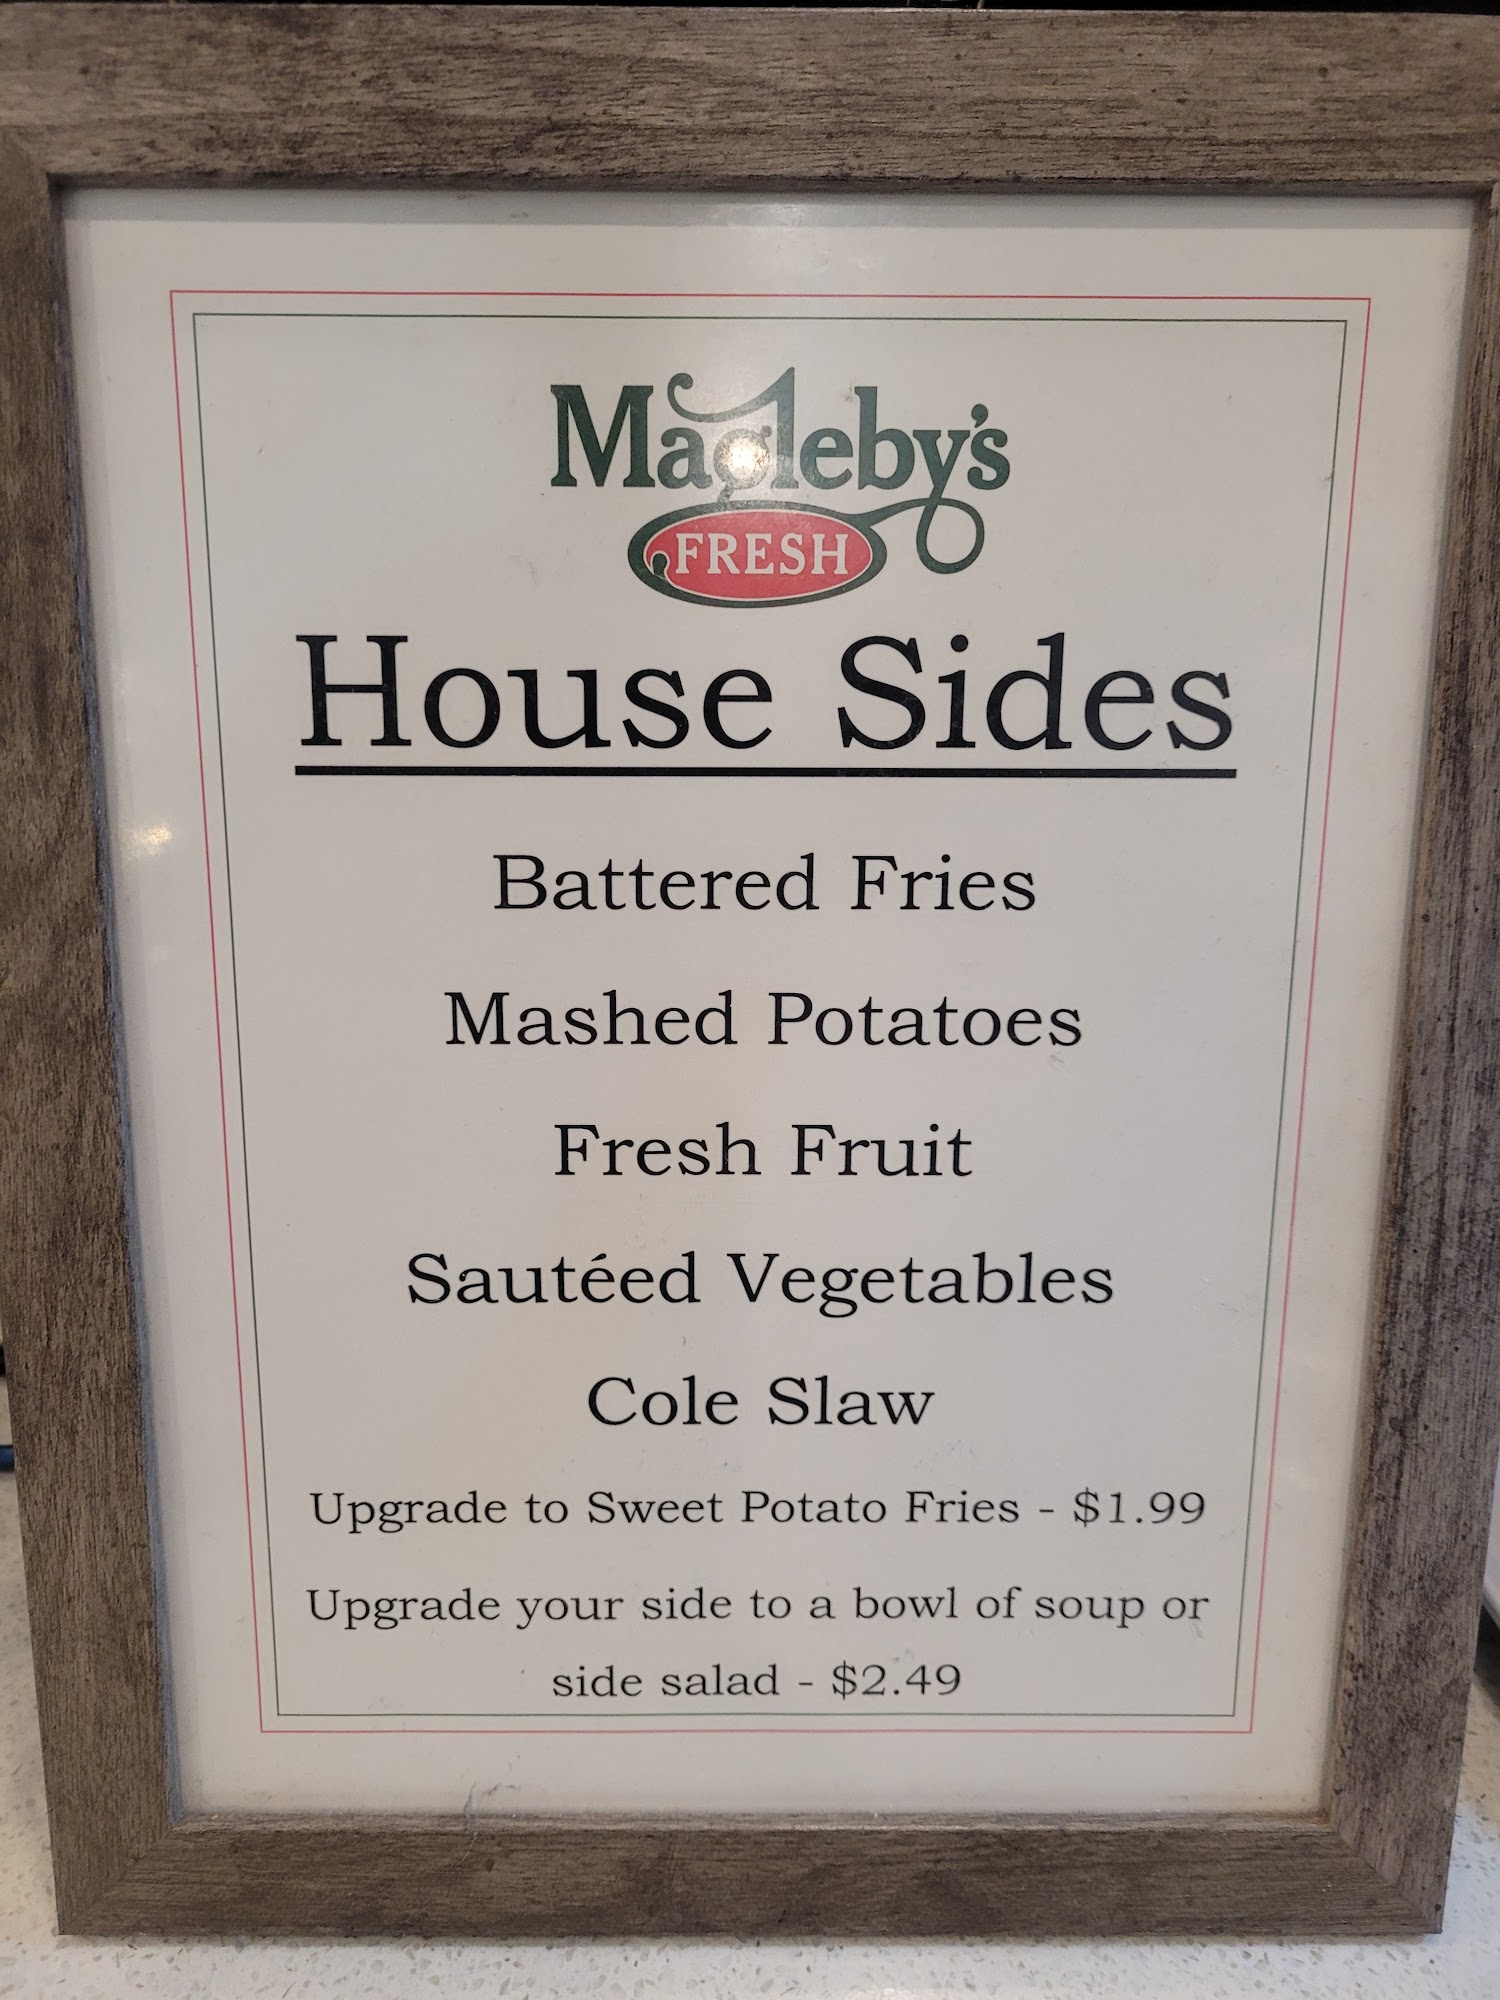 Magleby's
FRESH
House Sides
Battered Fries
Mashed Potatoes
Fresh Fruit
Sautéed Vegetables
Cole Slaw
Upgrade to Sweet Potato Fries - $1.99
Upgrade your side to a bowl of soup or
side salad - $2.49